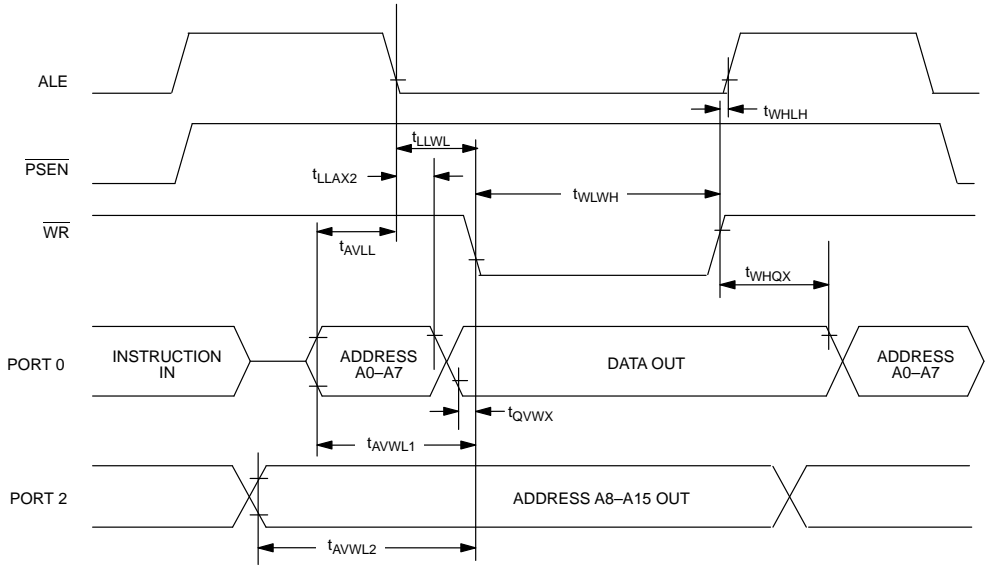 ALE
tWHLH
tLLWL
PSEN
tLLAX2
tWLWH
WR
tAVLL
tWHQX
PORT 0
INSTRUCTION
IN
ADDRESS
A0–A7
DATA OUT
ADDRESS
A0–A7
tQVWX
tAVWL1
PORT 2
ADDRESS A8–A15 OUT
tAVWL2